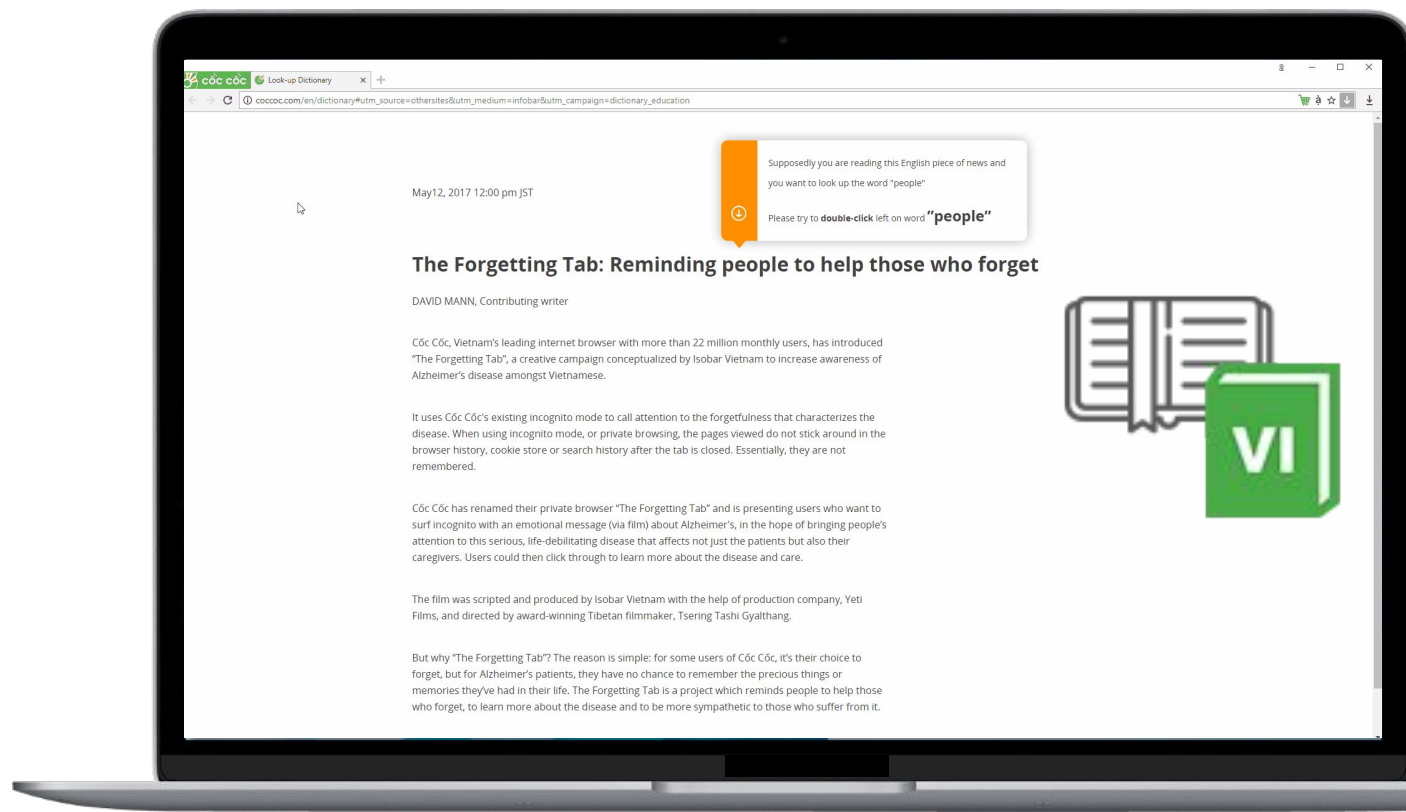 cốc cốc Look-up Dictionary
coccoc.com/en/dictionary#utm_source=othersites&utm_medium=infobar&utm_campaign=dictionary_education
Supposedly you are reading this English piece of news and
you want to look up the word "people"
Please try to double-click left on word "people"
May12, 2017 12:00 pm JST
The Forgetting Tab: Reminding people to help those who forget
DAVID MANN, Contributing writer
Cốc Cốc, Vietnam's leading internet browser with more than 22 million monthly users, has introduced
"The Forgetting Tab", a creative campaign conceptualized by Isobar Vietnam to increase awareness of
Alzheimer's disease amongst Vietnamese.
It uses Cốc Cốc's existing incognito mode to call attention to the forgetfulness that characterizes the
disease. When using incognito mode, or private browsing, the pages viewed do not stick around in the
browser history, cookie store or search history after the tab is closed. Essentially, they are not
remembered.
Cốc Cốc has renamed their private browser "The Forgetting Tab" and is presenting users who want to
surf incognito with an emotional message (via film) about Alzheimer's, in the hope of bringing people's
attention to this serious, life-debilitating disease that affects not just the patients but also their
caregivers. Users could then click through to learn more about the disease and care.
The film was scripted and produced by Isobar Vietnam with the help of production company, Yeti
Films, and directed by award-winning Tibetan filmmaker, Tsering Tashi Gyalthang.
But why "The Forgetting Tab"? The reason is simple: for some users of Cốc Cốc, it's their choice to
forget, but for Alzheimer's patients, they have no chance to remember the precious things or
memories they've had in their life. The Forgetting Tab is a project which reminds people to help those
who forget, to learn more about the disease and to be more sympathetic to those who suffer from it.
VI